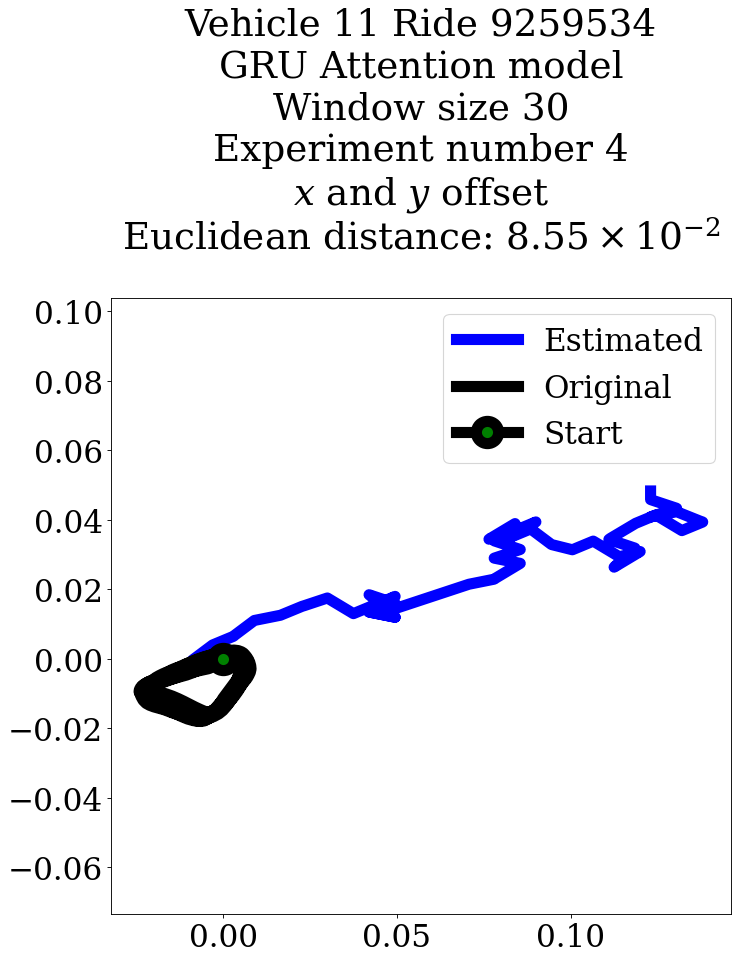 Vehicle 11 Ride 9259534
GRU Attention model
Window size 30
Experiment number 4
x and y offset
Euclidean distance: 8.55 × 10⁻²
0.10
0.08
0.06
0.04
0.02
0.00
−0.02
−0.04
−0.06
Estimated
Original
Start
0.00
0.05
0.10